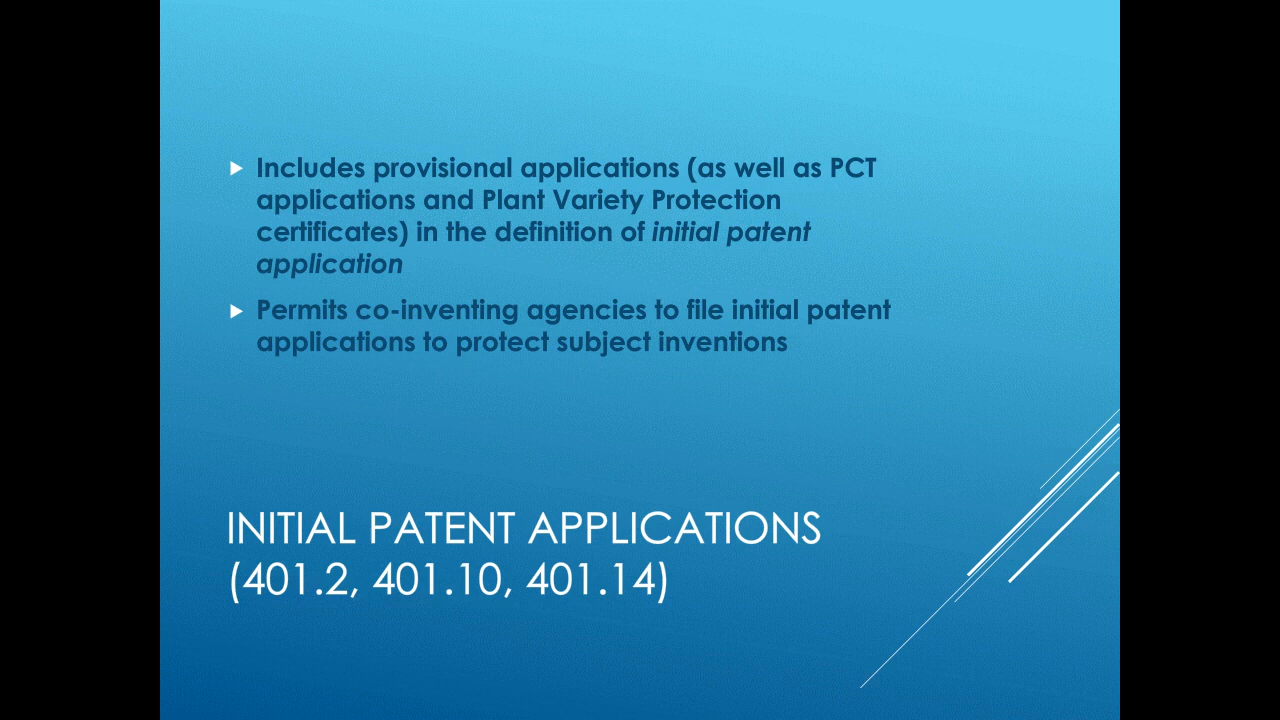 Includes provisional applications (as well as PCT
applications and Plant Variety Protection
certificates) in the definition of initial patent
application
Permits co-inventing agencies to file initial patent
applications to protect subject inventions
INITIAL PATENT APPLICATIONS
(401.2, 401.10, 401.14)